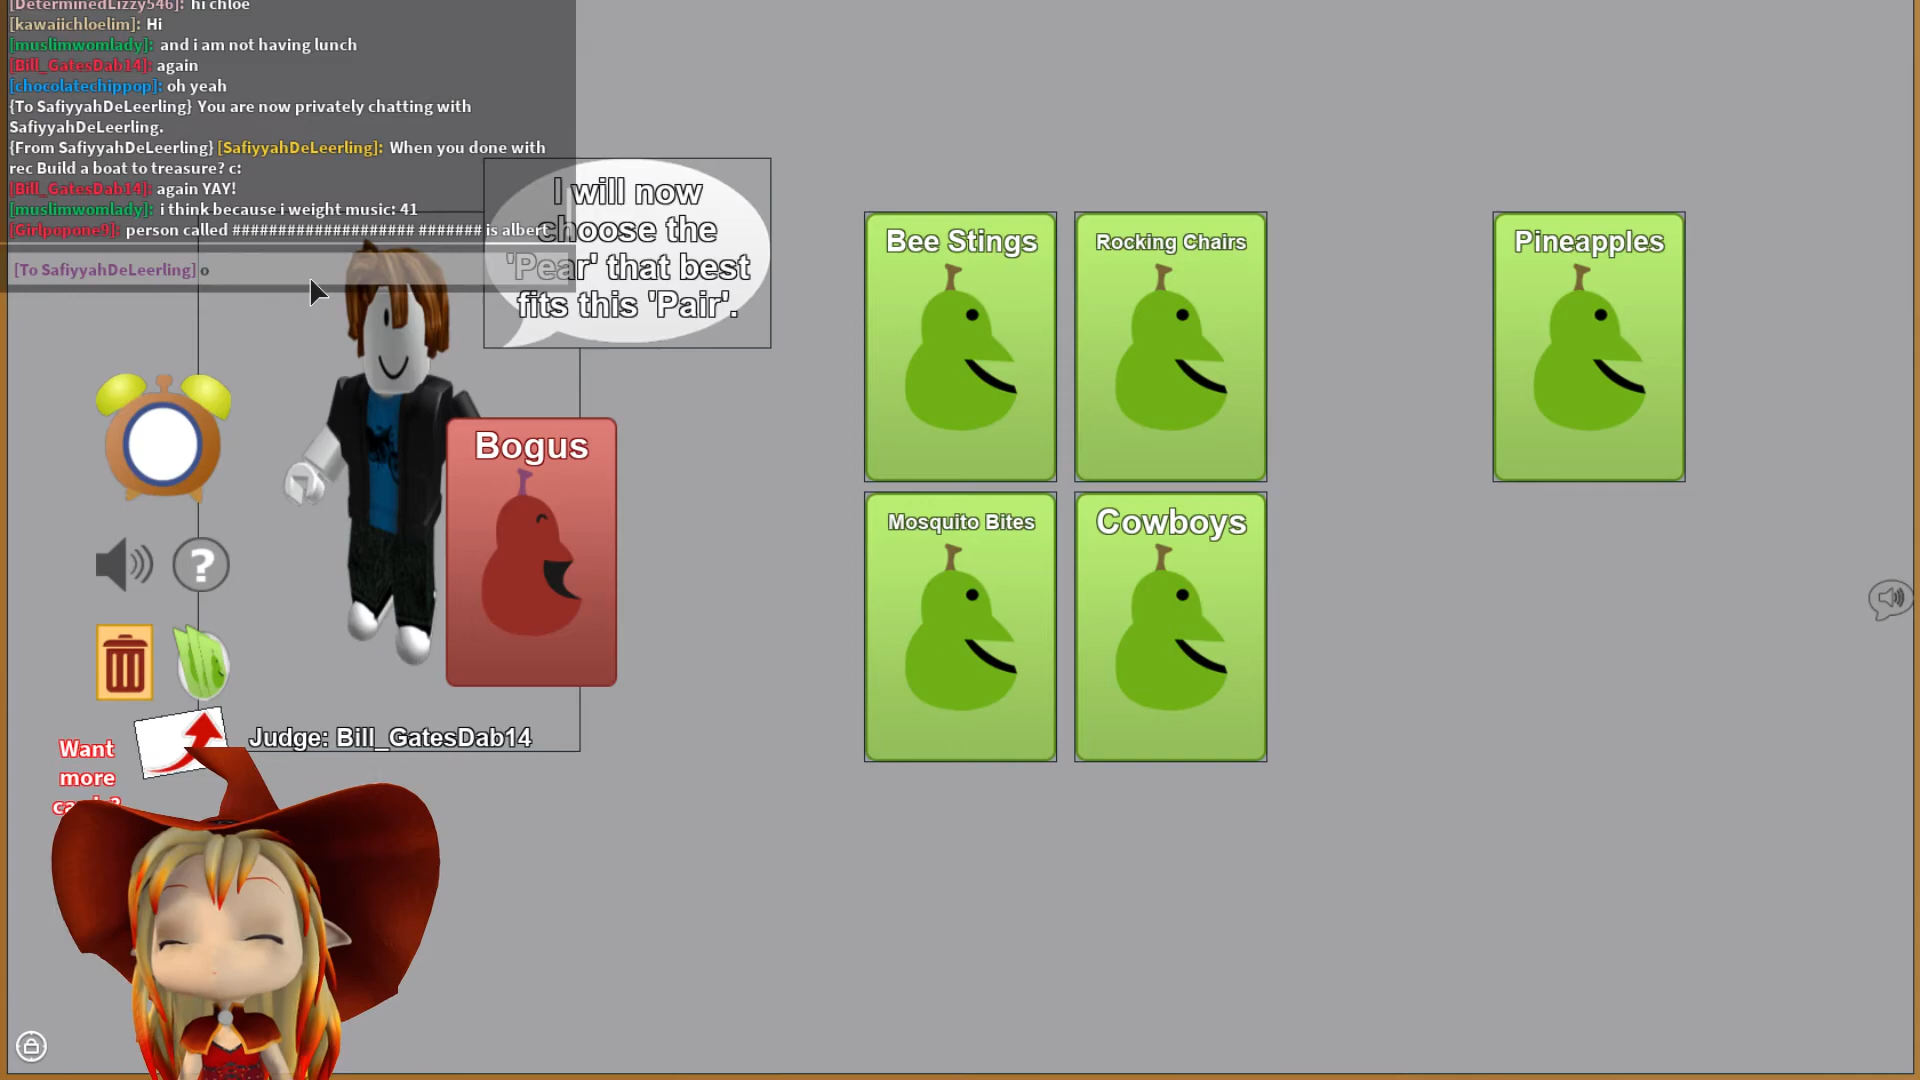 [DeterminedLizzy546]: hi chloe
[kawaiichloelim]: Hi
[muslimwomlady]: and i am not having lunch
[Bill_GatesDab14]: again
[chocolatechippop]: oh yeah
{To SafiyyahDeLeerling} You are now privately chatting with
SafiyyahDeLeerling.
{From SafiyyahDeLeerling} [SafiyyahDeLeerling]: When you done with
rec Build a boat to treasure? c:
[Bill_GatesDab14]: again YAY!
[muslimwomlady]: i think because i weight music: 41
[Girlpopone9]: person called #################### ####### is albert
[To SafiyyahDeLeerling] o
I will now
choose the
'Pear' that best
fits this 'Pair'.
Bee Stings
Rocking Chairs
Pineapples
Bogus
Mosquito Bites
Cowboys
?
Judge: Bill_GatesDab14
Want
more